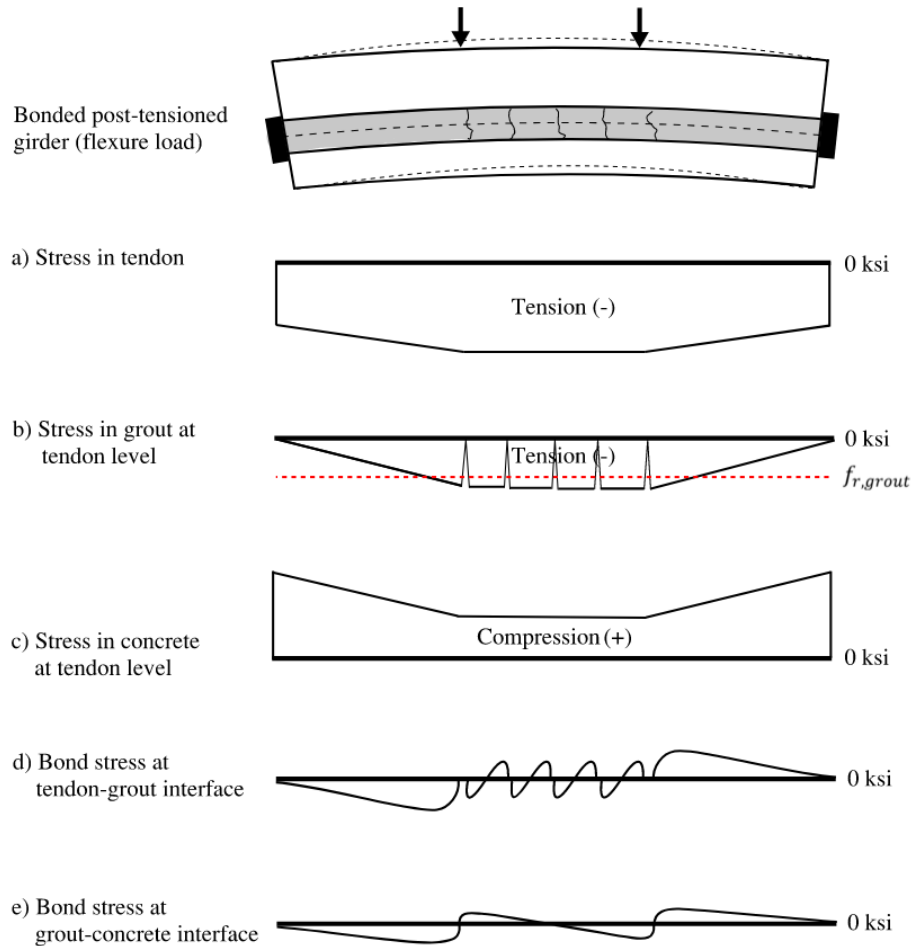 Bonded post-tensioned
girder (flexure load)
a) Stress in tendon
0 ksi
Tension (-)
b) Stress in grout at
tendon level
0 ksi
Tension (-)
f_{r,grout}
c) Stress in concrete
at tendon level
Compression (+)
0 ksi
d) Bond stress at
tendon-grout interface
0 ksi
e) Bond stress at
grout-concrete interface
0 ksi